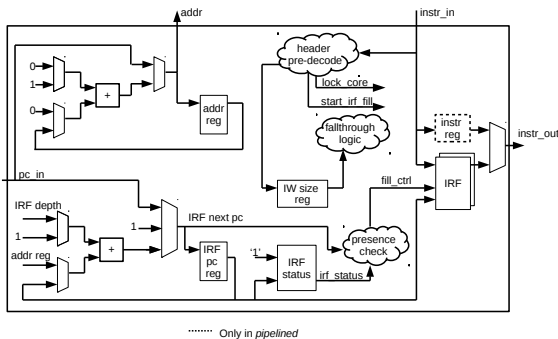 addr
instr_in
header
pre-decode
0
1
+
lock_core
start_irf_fill
0
addr
reg
fallthrough
logic
instr
reg
instr_out
pc_in
fill_ctrl
IRF
IW size
reg
IRF depth
1
IRF next pc
1
+
IRF
pc
reg
'1'
IRF
status
presence
check
addr reg
irf_status
Only in pipelined